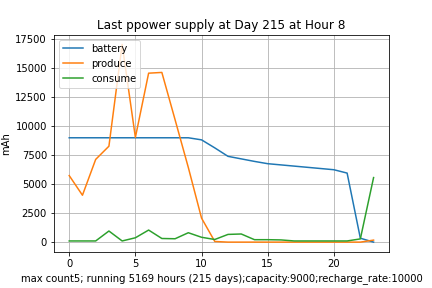 Last ppower supply at Day 215 at Hour 8
17500
15000
12500
10000
7500
5000
2500
0
mAh
battery
produce
consume
0 5 10 15 20
max count5; running 5169 hours (215 days);capacity:9000;recharge_rate:10000